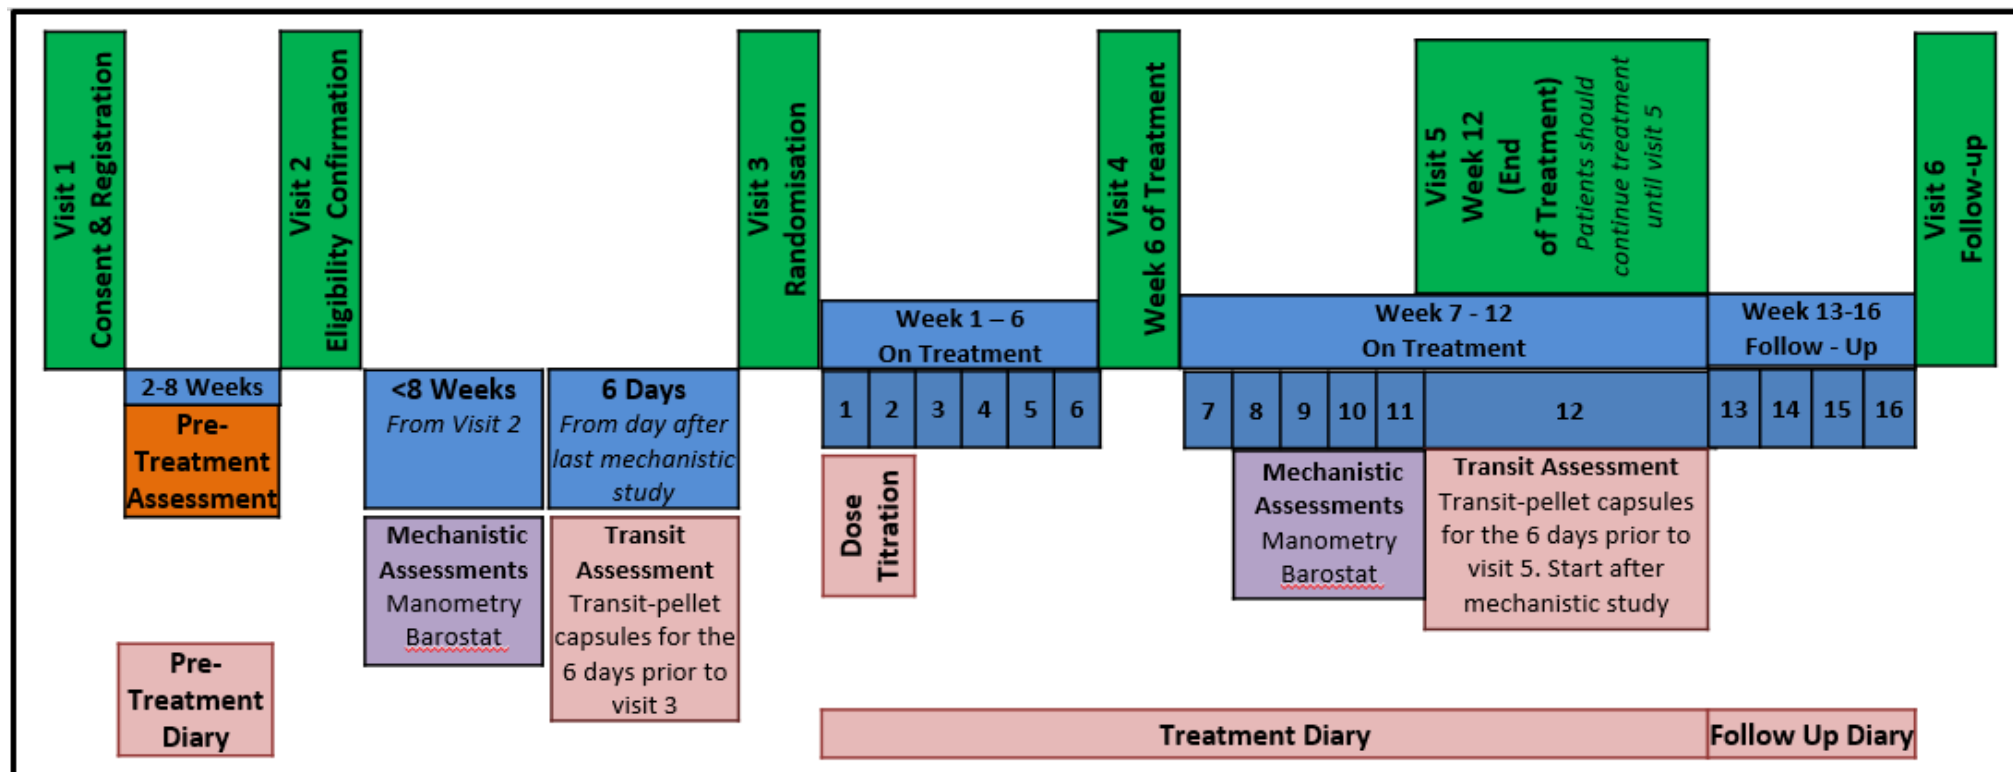 Visit 1
Consent & Registration
2-8 Weeks
Pre-
Treatment
Assessment
Pre-
Treatment
Diary
Visit 2
Eligibility Confirmation
<8 Weeks
From Visit 2
Mechanistic
Assessments
Manometry
Barostat
6 Days
From day after
last mechanistic
study
Transit
Assessment
Transit-pellet
capsules for the
6 days prior to
visit 3
Visit 3
Randomisation
Week 1 – 6
On Treatment
1 2 3 4 5 6
Dose
Titration
Visit 4
Week 6 of Treatment
Visit 5
Week 12
(End
of Treatment)
Patients should
continue treatment
until visit 5
Week 7 - 12
On Treatment
7 8 9 10 11 12
Mechanistic
Assessments
Manometry
Barostat
Transit Assessment
Transit-pellet capsules
for the 6 days prior to
visit 5. Start after
mechanistic study
Week 13-16
Follow - Up
13 14 15 16
Visit 6
Follow-up
Treatment Diary
Follow Up Diary